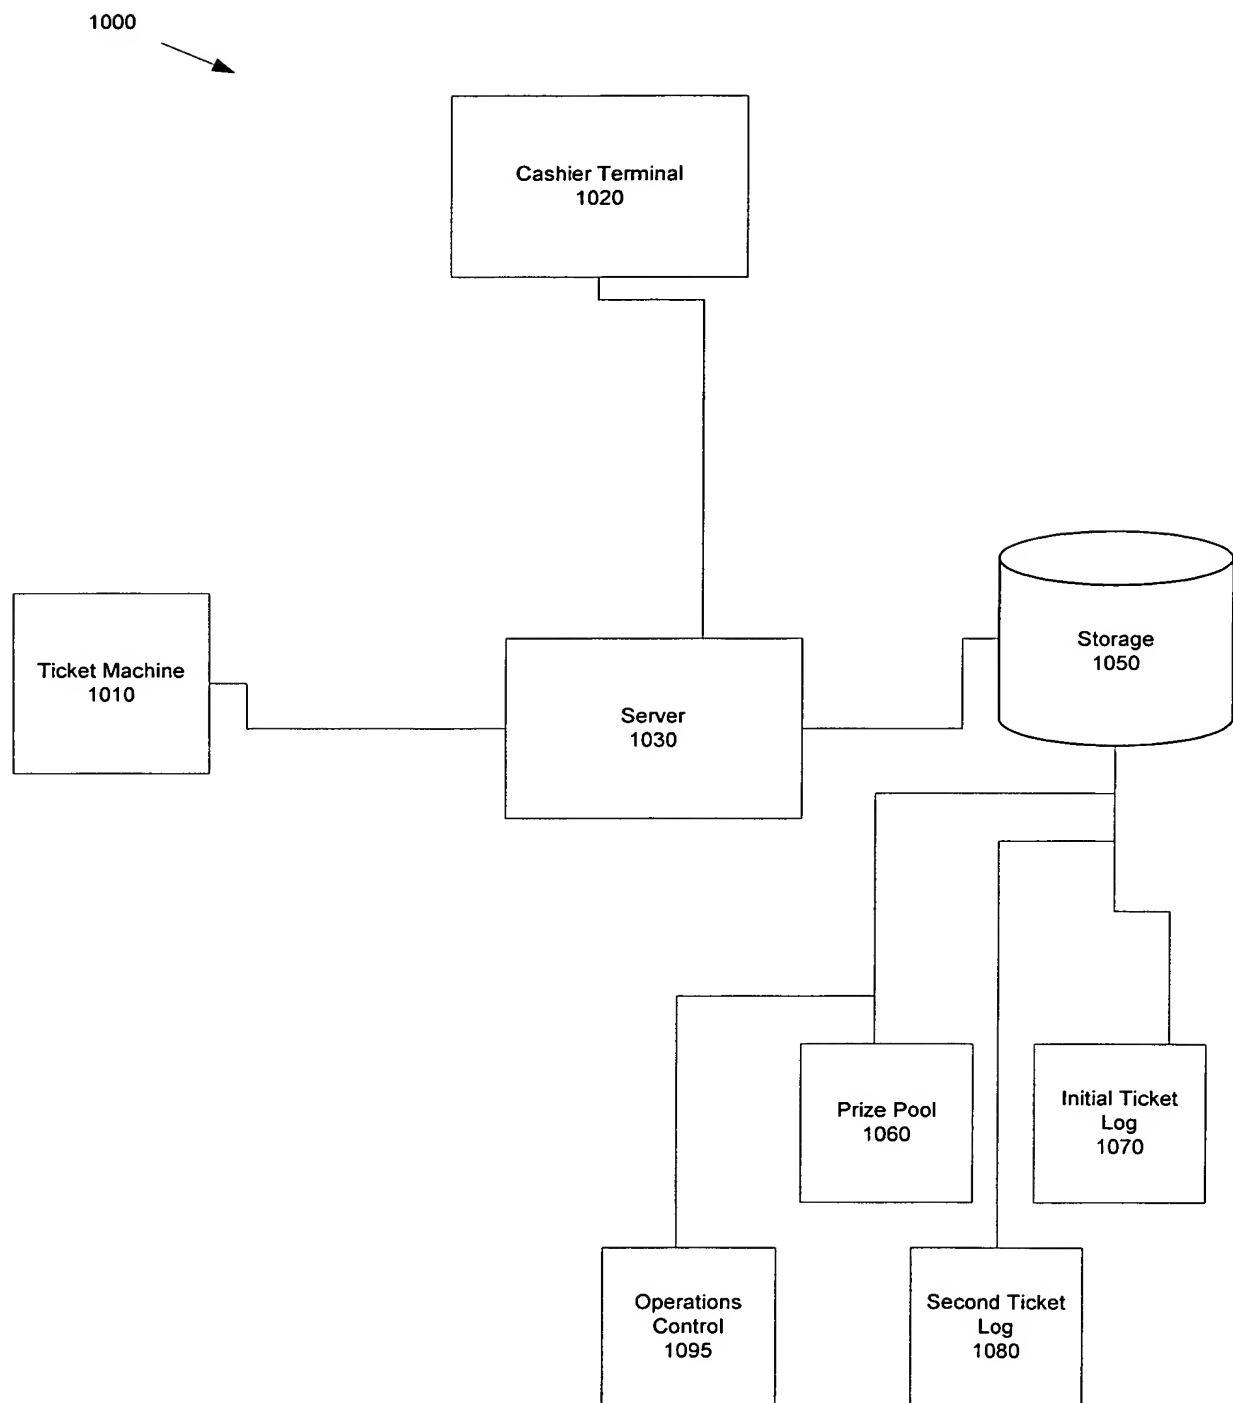 1000
Cashier Terminal
1020
Storage
1050
Ticket Machine
1010
Server
1030
Prize Pool
1060
Initial Ticket
Log
1070
Operations
Control
1095
Second Ticket
Log
1080